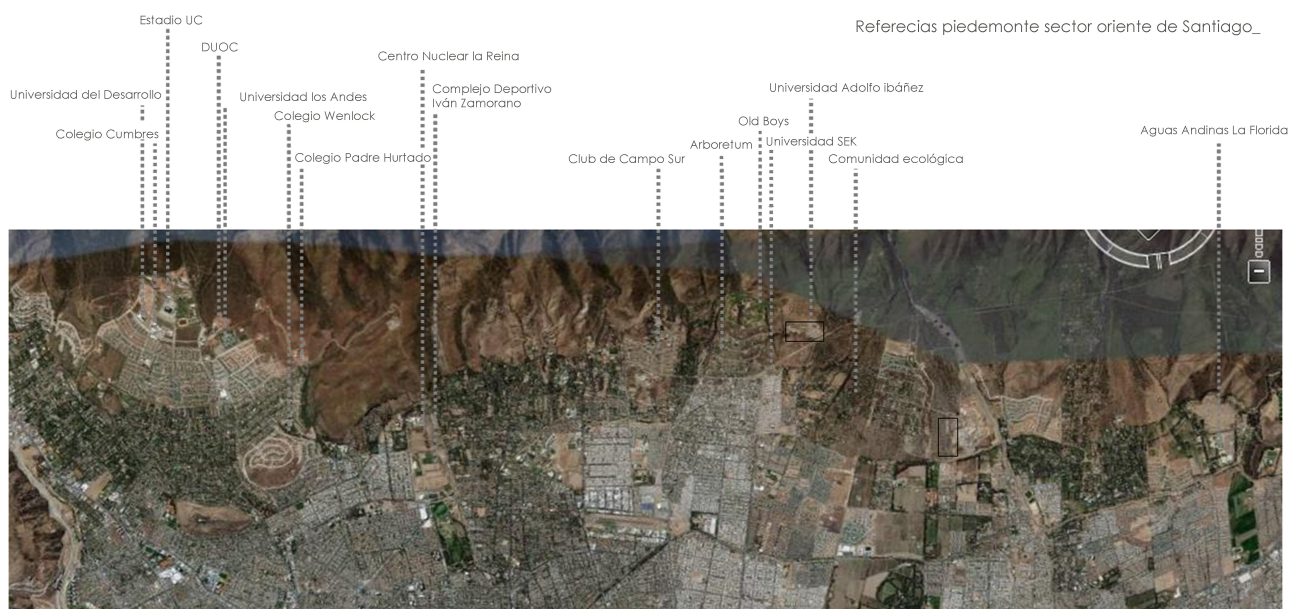 Estadio UC
Referecias piedemonte sector oriente de Santiago_
DUOC
Centro Nuclear la Reina
Complejo Deportivo
Iván Zamorano
Universidad Adolfo ibáñez
Universidad del Desarrollo
Universidad los Andes
Colegio Wenlock
Old Boys
Aguas Andinas La Florida
Colegio Cumbres
Universidad SEK
Arboretum
Colegio Padre Hurtado
Club de Campo Sur
Comunidad ecológica